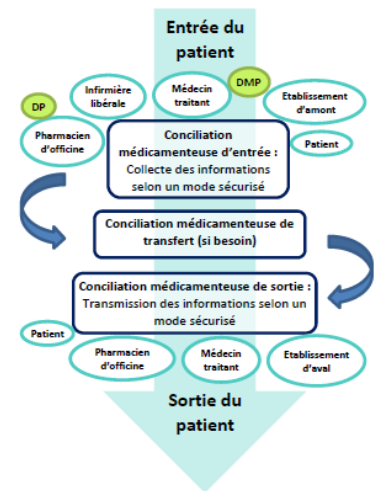 Entrée du
patient
Infirmière
libérale
Médecin
traitant
DMP
Etablissement
d'amont
DP
Pharmacien
d'officine
Patient
Conciliation
médicamenteuse d'entrée :
Collecte des informations
selon un mode sécurisé
Conciliation médicamenteuse de
transfert (si besoin)
Conciliation médicamenteuse de sortie :
Transmission des informations selon un
mode sécurisé
Patient
Pharmacien
d'officine
Médecin
traitant
Etablissement
d'aval
Sortie du
patient